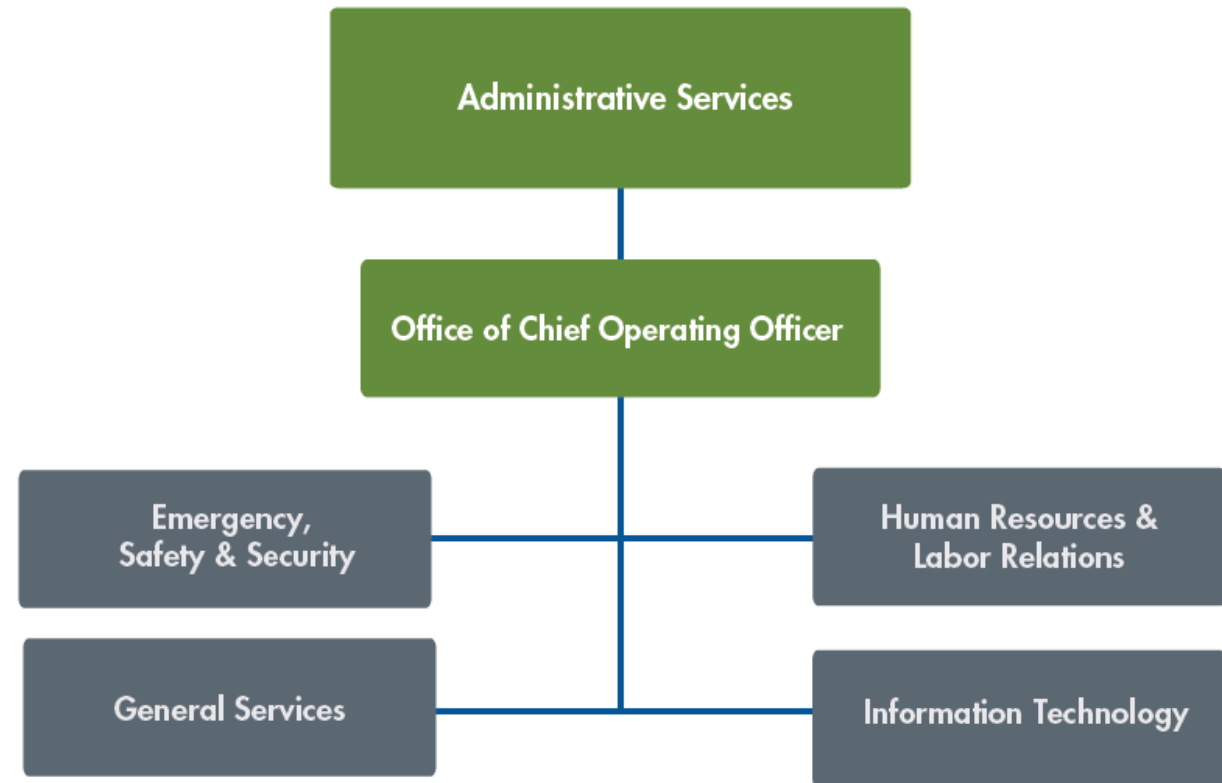 Administrative Services
Office of Chief Operating Officer
Emergency,
Safety & Security
Human Resources &
Labor Relations
General Services
Information Technology